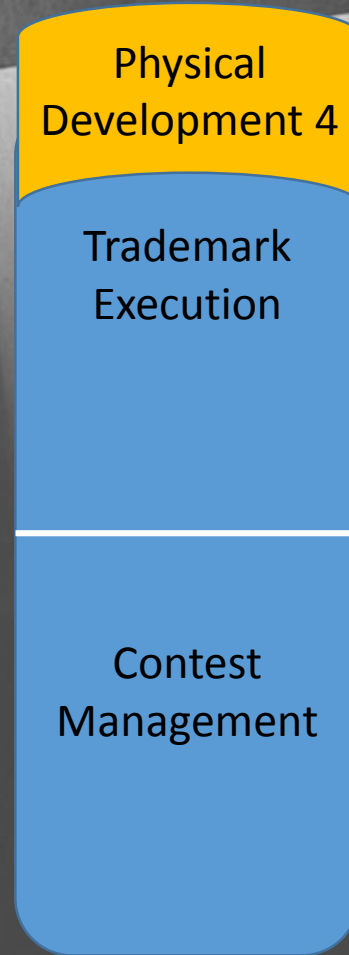 Physical
Development 4
Trademark
Execution
Contest
Management